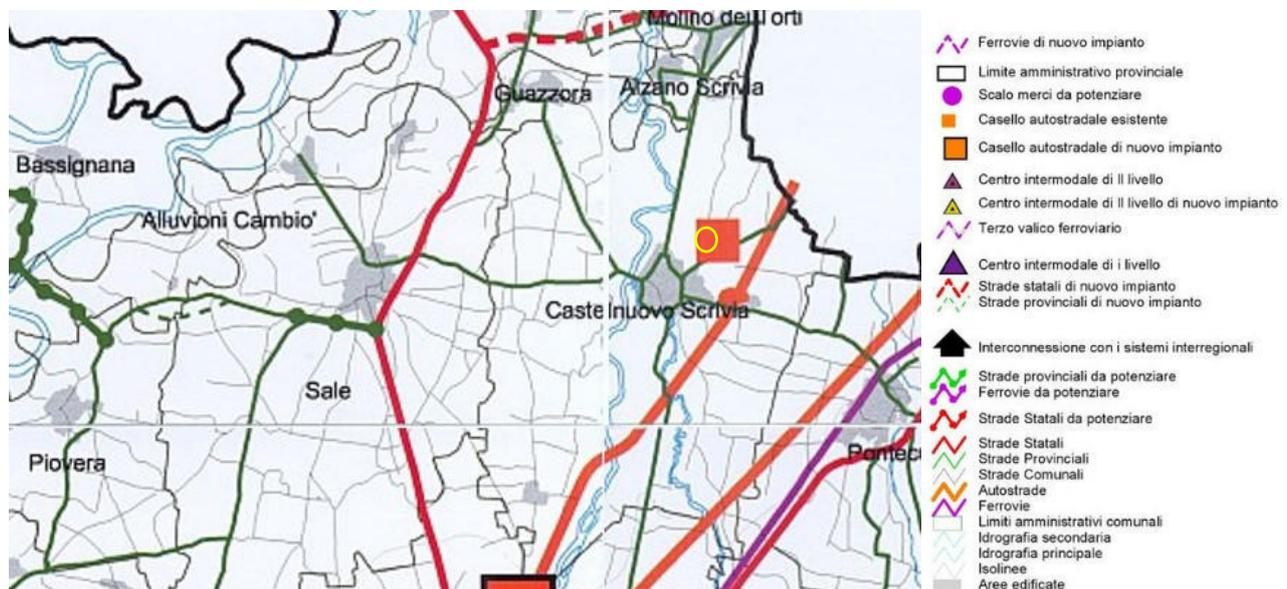 Molino dei Torti
Guazzora
Alzano Scrivia
Bassignana
Alluvioni Cambio'
Castelnuovo Scrivia
Sale
Piovera
Pontecu
Ferrovie di nuovo impianto
Limite amministrativo provinciale
Scalo merci da potenziare
Casello autostradale esistente
Casello autostradale di nuovo impianto
Centro intermodale di II livello
Centro intermodale di II livello di nuovo impianto
Terzo valico ferroviario
Centro intermodale di i livello
Strade statali di nuovo impianto
Strade provinciali di nuovo impianto
Interconnessione con i sistemi interregionali
Strade provinciali da potenziare
Ferrovie da potenziare
Strade Statali da potenziare
Strade Statali
Strade Provinciali
Strade Comunali
Autostrade
Ferrovie
Limiti amministrativi comunali
Idrografia secondaria
Idrografia principale
Isolinee
Aree edificate